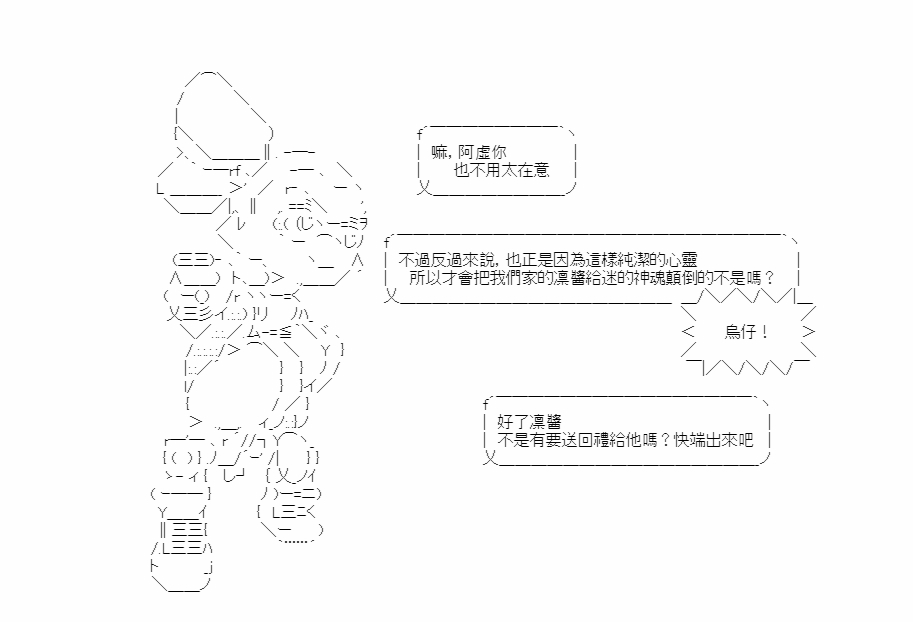 嘛, 阿虛你
也不用太在意
不過反過來說, 也正是因為這樣純潔的心靈
所以才會把我們家的凜醬給迷的神魂顛倒的不是嗎？
烏仔！
好了凜醬
不是有要送回禮給他嗎？快端出來吧